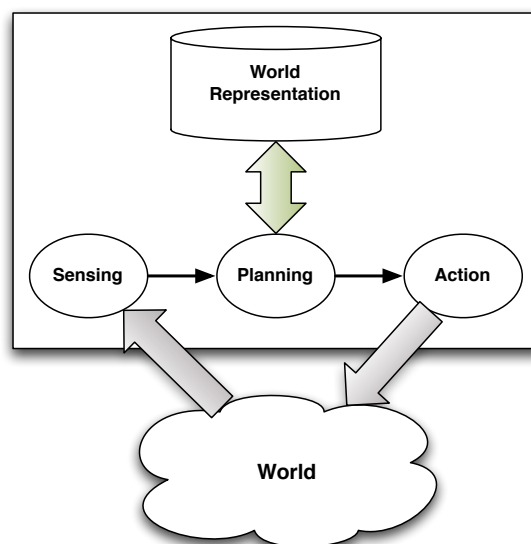 World
Representation
Sensing
Planning
Action
World